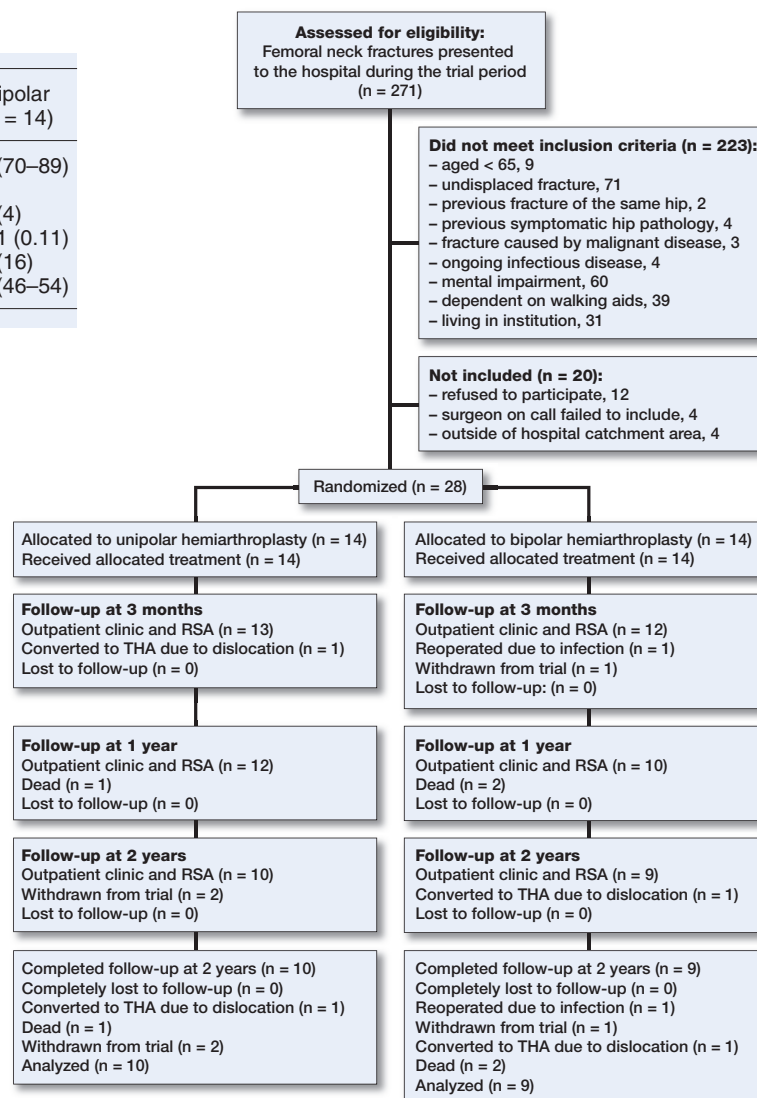 ipolar
= 14)
(70–89)
(4)
1 (0.11)
(16)
(46–54)
Assessed for eligibility:
Femoral neck fractures presented
to the hospital during the trial period
(n = 271)
Did not meet inclusion criteria (n = 223):
– aged < 65, 9
– undisplaced fracture, 71
– previous fracture of the same hip, 2
– previous symptomatic hip pathology, 4
– fracture caused by malignant disease, 3
– ongoing infectious disease, 4
– mental impairment, 60
– dependent on walking aids, 39
– living in institution, 31
Not included (n = 20):
– refused to participate, 12
– surgeon on call failed to include, 4
– outside of hospital catchment area, 4
Randomized (n = 28)
Allocated to unipolar hemiarthroplasty (n = 14)
Received allocated treatment (n = 14)
Follow-up at 3 months
Outpatient clinic and RSA (n = 13)
Converted to THA due to dislocation (n = 1)
Lost to follow-up (n = 0)
Follow-up at 1 year
Outpatient clinic and RSA (n = 12)
Dead (n = 1)
Lost to follow-up (n = 0)
Follow-up at 2 years
Outpatient clinic and RSA (n = 10)
Withdrawn from trial (n = 2)
Lost to follow-up (n = 0)
Completed follow-up at 2 years (n = 10)
Completely lost to follow-up (n = 0)
Converted to THA due to dislocation (n = 1)
Dead (n = 1)
Withdrawn from trial (n = 2)
Analyzed (n = 10)
Allocated to bipolar hemiarthroplasty (n = 14)
Received allocated treatment (n = 14)
Follow-up at 3 months
Outpatient clinic and RSA (n = 12)
Reoperated due to infection (n = 1)
Withdrawn from trial (n = 1)
Lost to follow-up: (n = 0)
Follow-up at 1 year
Outpatient clinic and RSA (n = 10)
Dead (n = 2)
Lost to follow-up (n = 0)
Follow-up at 2 years
Outpatient clinic and RSA (n = 9)
Converted to THA due to dislocation (n = 1)
Lost to follow-up (n = 0)
Completed follow-up at 2 years (n = 9)
Completely lost to follow-up (n = 0)
Reoperated due to infection (n = 1)
Withdrawn from trial (n = 1)
Converted to THA due to dislocation (n = 1)
Dead (n = 2)
Analyzed (n = 9)